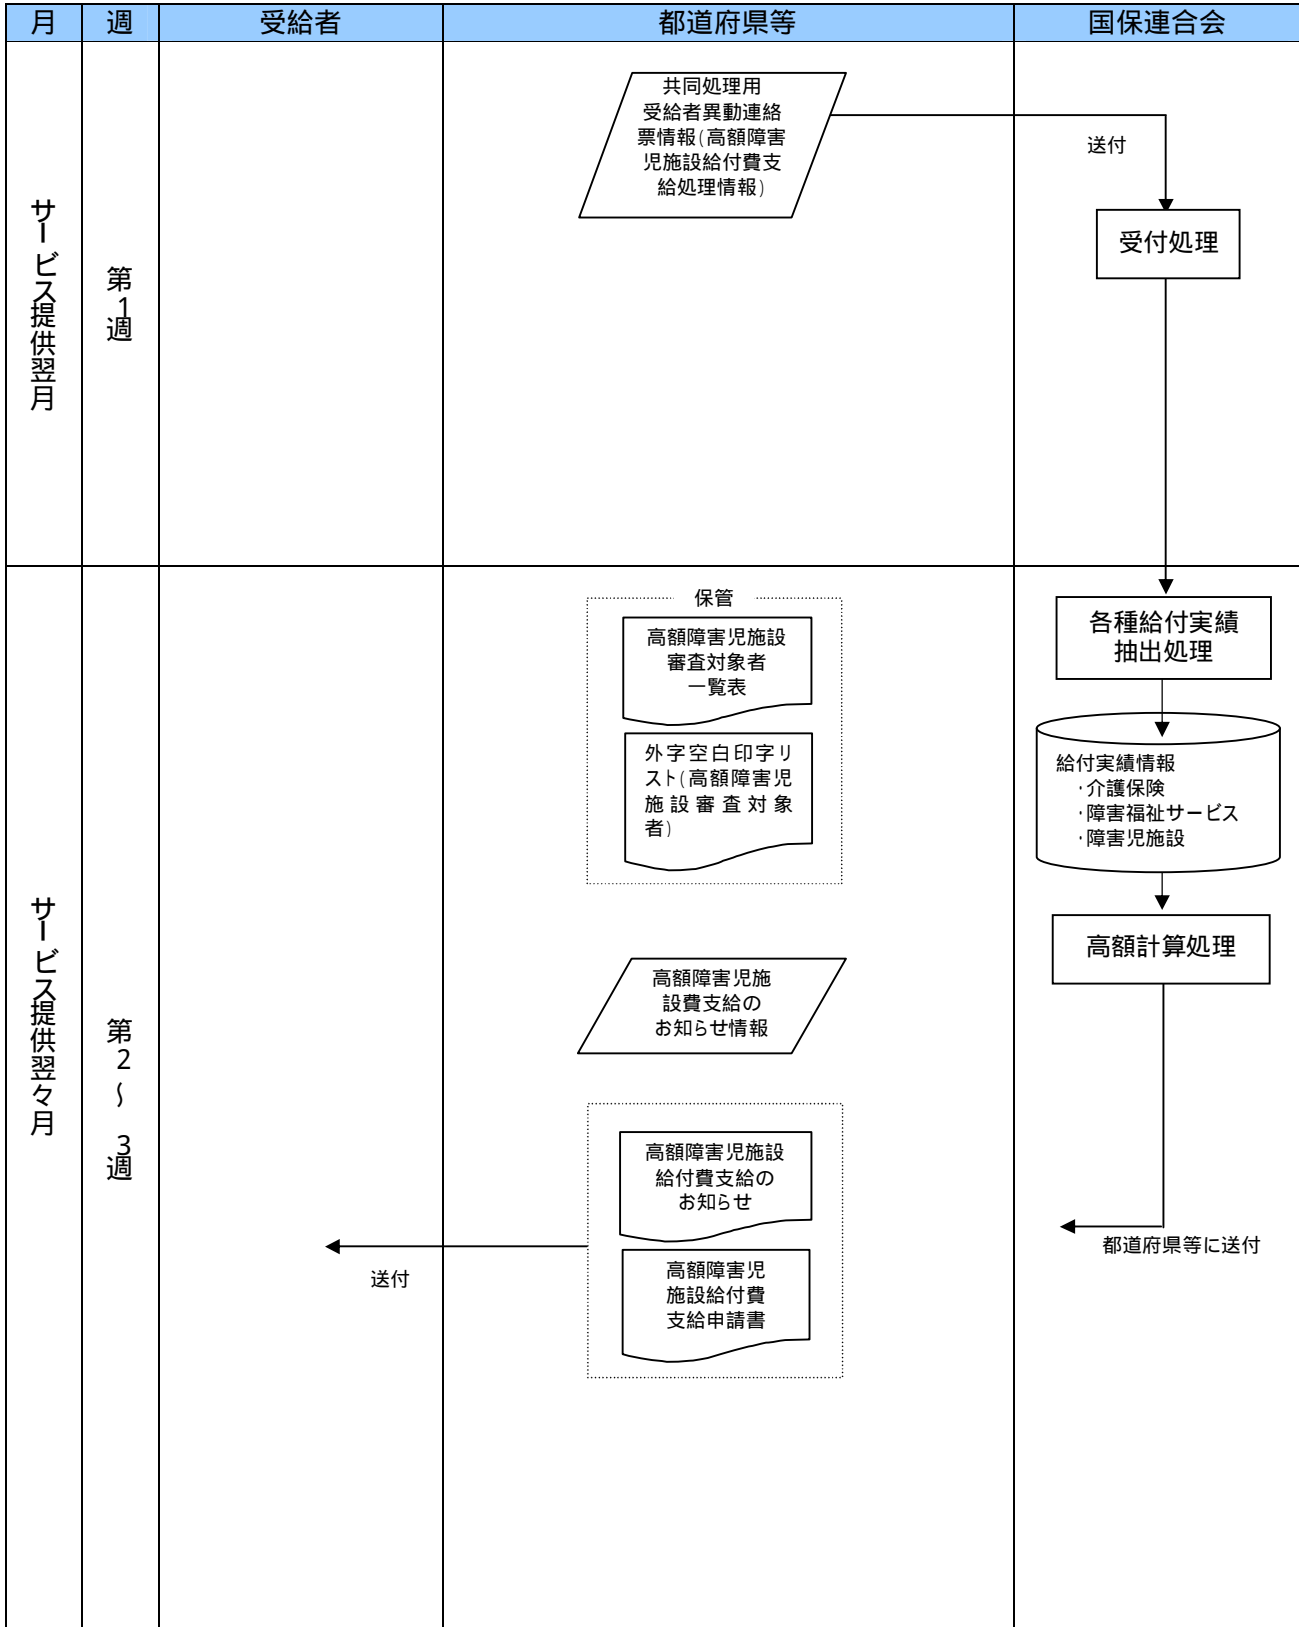 月 週 受給者 都道府県等 国保連合会
サービス提供翌月
第1週
共同処理用
受給者異動連絡
票情報(高額障害
児施設給付費支
給処理情報)
送付
受付処理
サービス提供翌々月
第2～3週
保管
高額障害児施設
審査対象者
一覧表
外字空白印字リ
スト(高額障害児
施設審査対象
者)
各種給付実績
抽出処理
給付実績情報
・介護保険
・障害福祉サービス
・障害児施設
高額計算処理
高額障害児施
設費支給の
お知らせ情報
高額障害児施設
給付費支給の
お知らせ
都道府県等に送付
送付
高額障害児
施設給付費
支給申請書